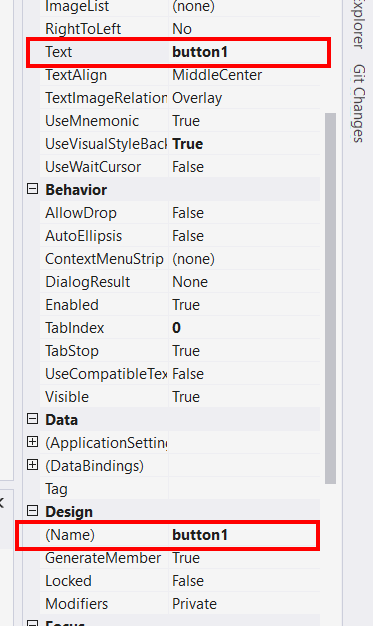 ImageList (none)
RightToLeft No
Text button1
TextAlign MiddleCenter
TextImageRelation Overlay
UseMnemonic True
UseVisualStyleBack True
UseWaitCursor False
Behavior
AllowDrop False
AutoEllipsis False
ContextMenuStrip (none)
DialogResult None
Enabled True
TabIndex 0
TabStop True
UseCompatibleTex False
Visible True
Data
(ApplicationSetting
(DataBindings)
Tag
Design
(Name) button1
GenerateMember True
Locked False
Modifiers Private
Focus
Explorer
Git Changes